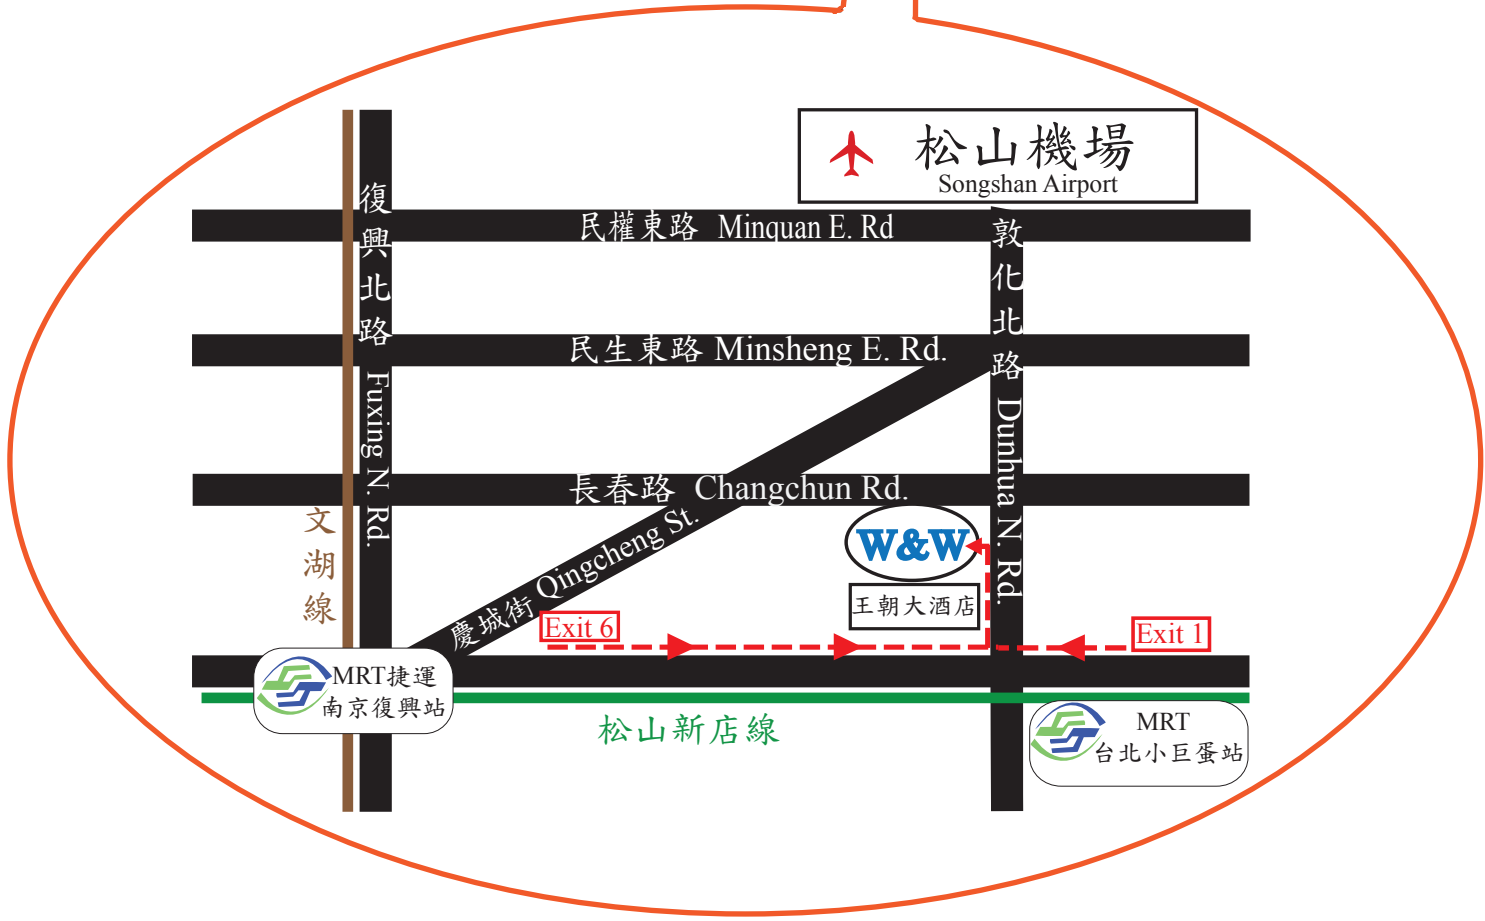 松山機場
Songshan Airport
民權東路 Minquan E. Rd
復興北路 Fuxing N. Rd.
敦化北路 Dunhua N. Rd.
民生東路 Minsheng E. Rd.
長春路 Changchun Rd.
慶城街 Qingcheng St.
文湖線
W&W
王朝大酒店
Exit 6
Exit 1
MRT捷運
南京復興站
松山新店線
MRT
台北小巨蛋站